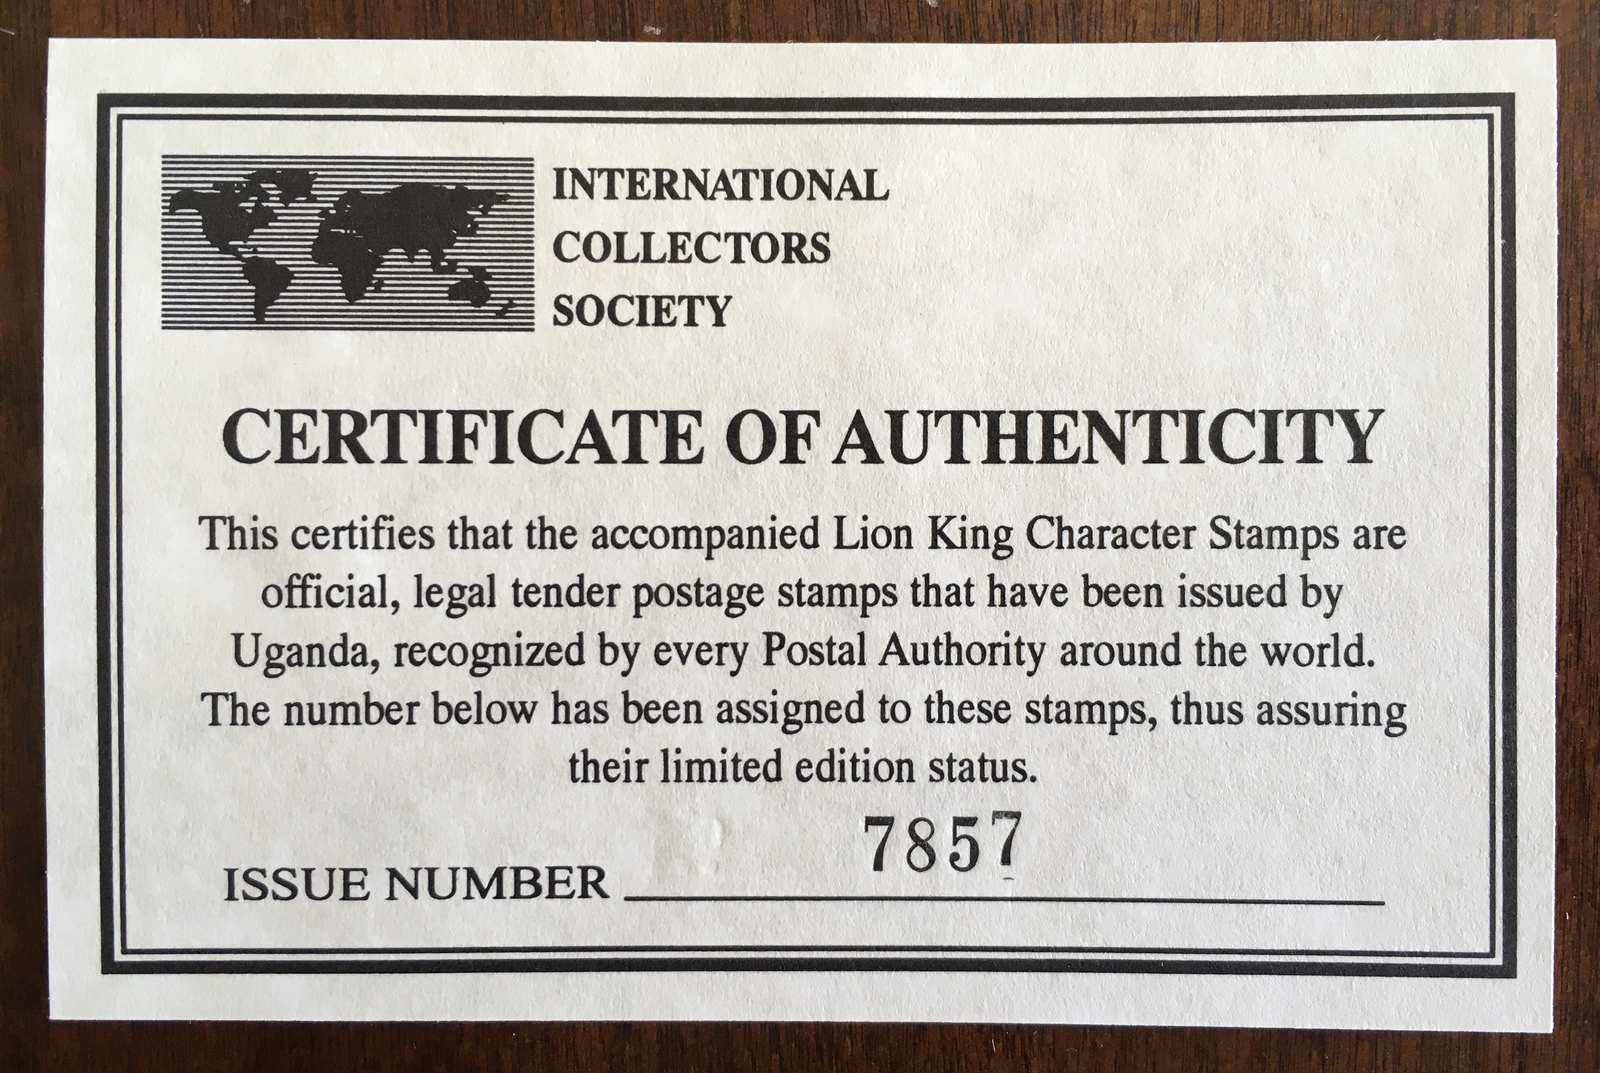 INTERNATIONAL
COLLECTORS
SOCIETY
CERTIFICATE OF AUTHENTICITY
This certifies that the accompanied Lion King Character Stamps are
official, legal tender postage stamps that have been issued by
Uganda, recognized by every Postal Authority around the world.
The number below has been assigned to these stamps, thus assuring
their limited edition status.
7857
ISSUE NUMBER